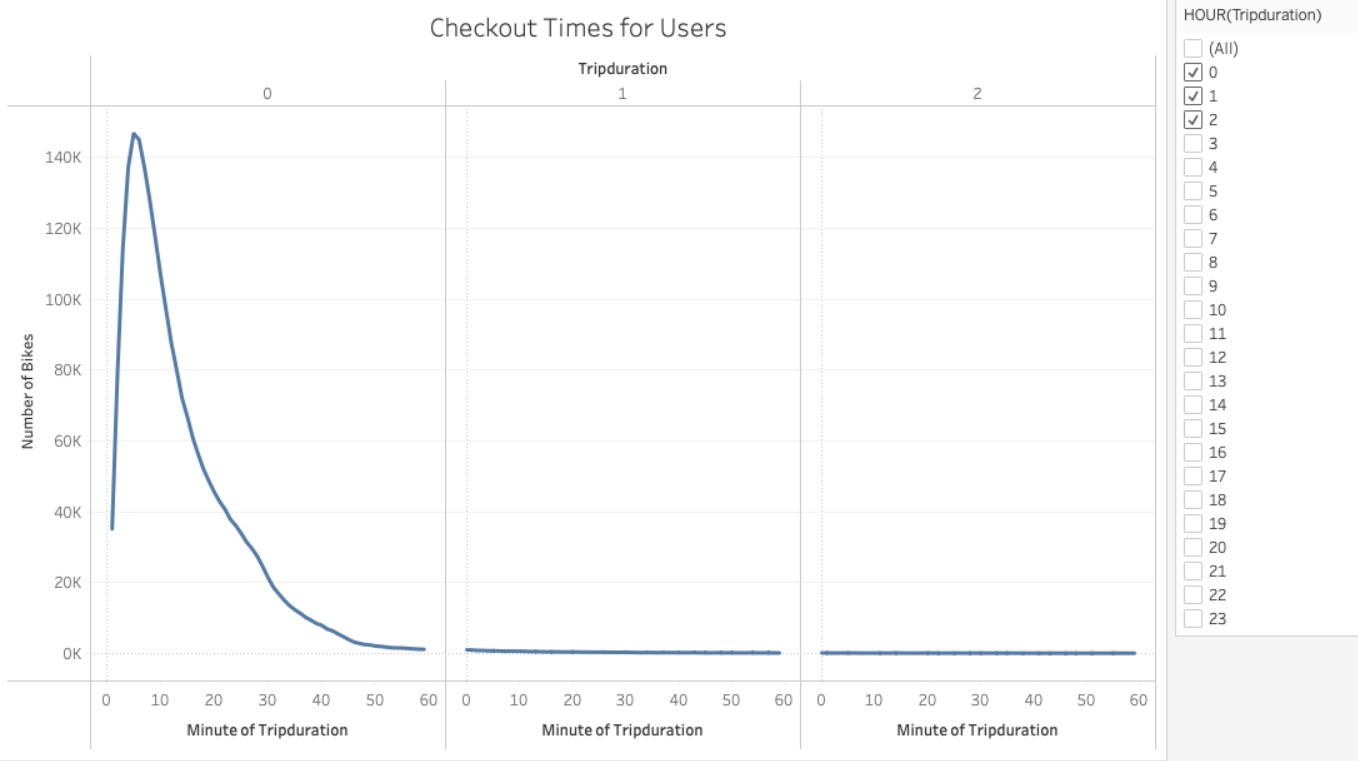 Checkout Times for Users
Tripduration
0 1 2
140K
120K
100K
80K
60K
40K
20K
0K
Number of Bikes
0 10 20 30 40 50 60 0 10 20 30 40 50 60 0 10 20 30 40 50 60
Minute of Tripduration Minute of Tripduration Minute of Tripduration
HOUR(Tripduration)
(All)
0
1
2
3
4
5
6
7
8
9
10
11
12
13
14
15
16
17
18
19
20
21
22
23